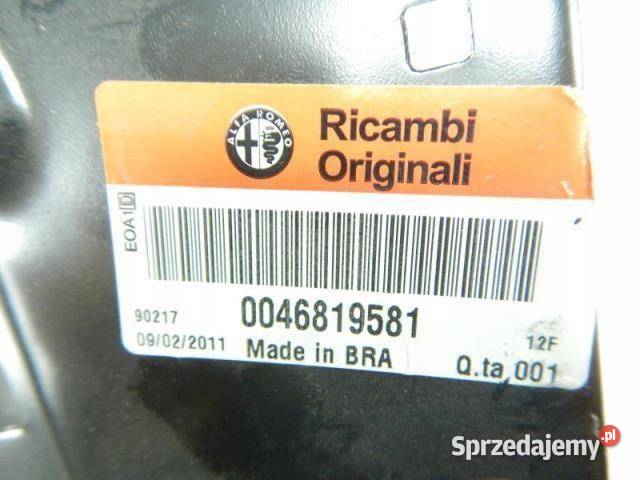 ALFA ROMEO
Ricambi
Originali
EOA1D
90217
0046819581
12F
09/02/2011
Made in BRA
Q.ta 001
Sprzedajemy.pl